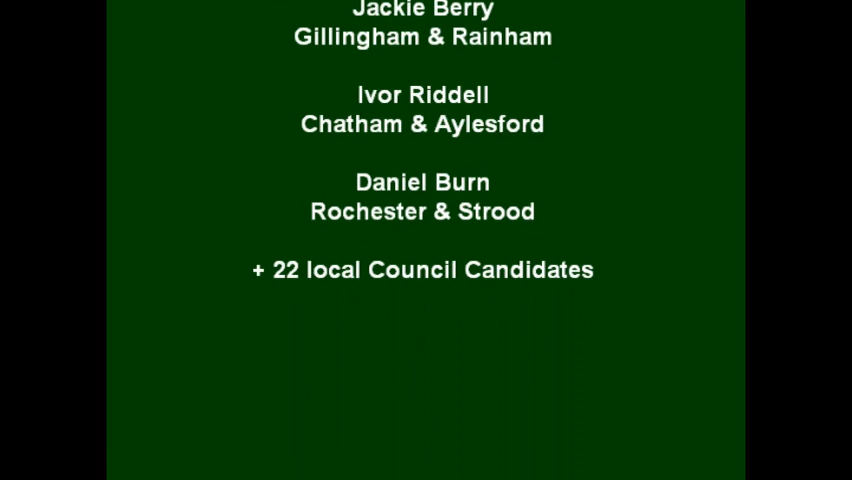 Jackie Berry
Gillingham & Rainham
Ivor Riddell
Chatham & Aylesford
Daniel Burn
Rochester & Strood
+ 22 local Council Candidates